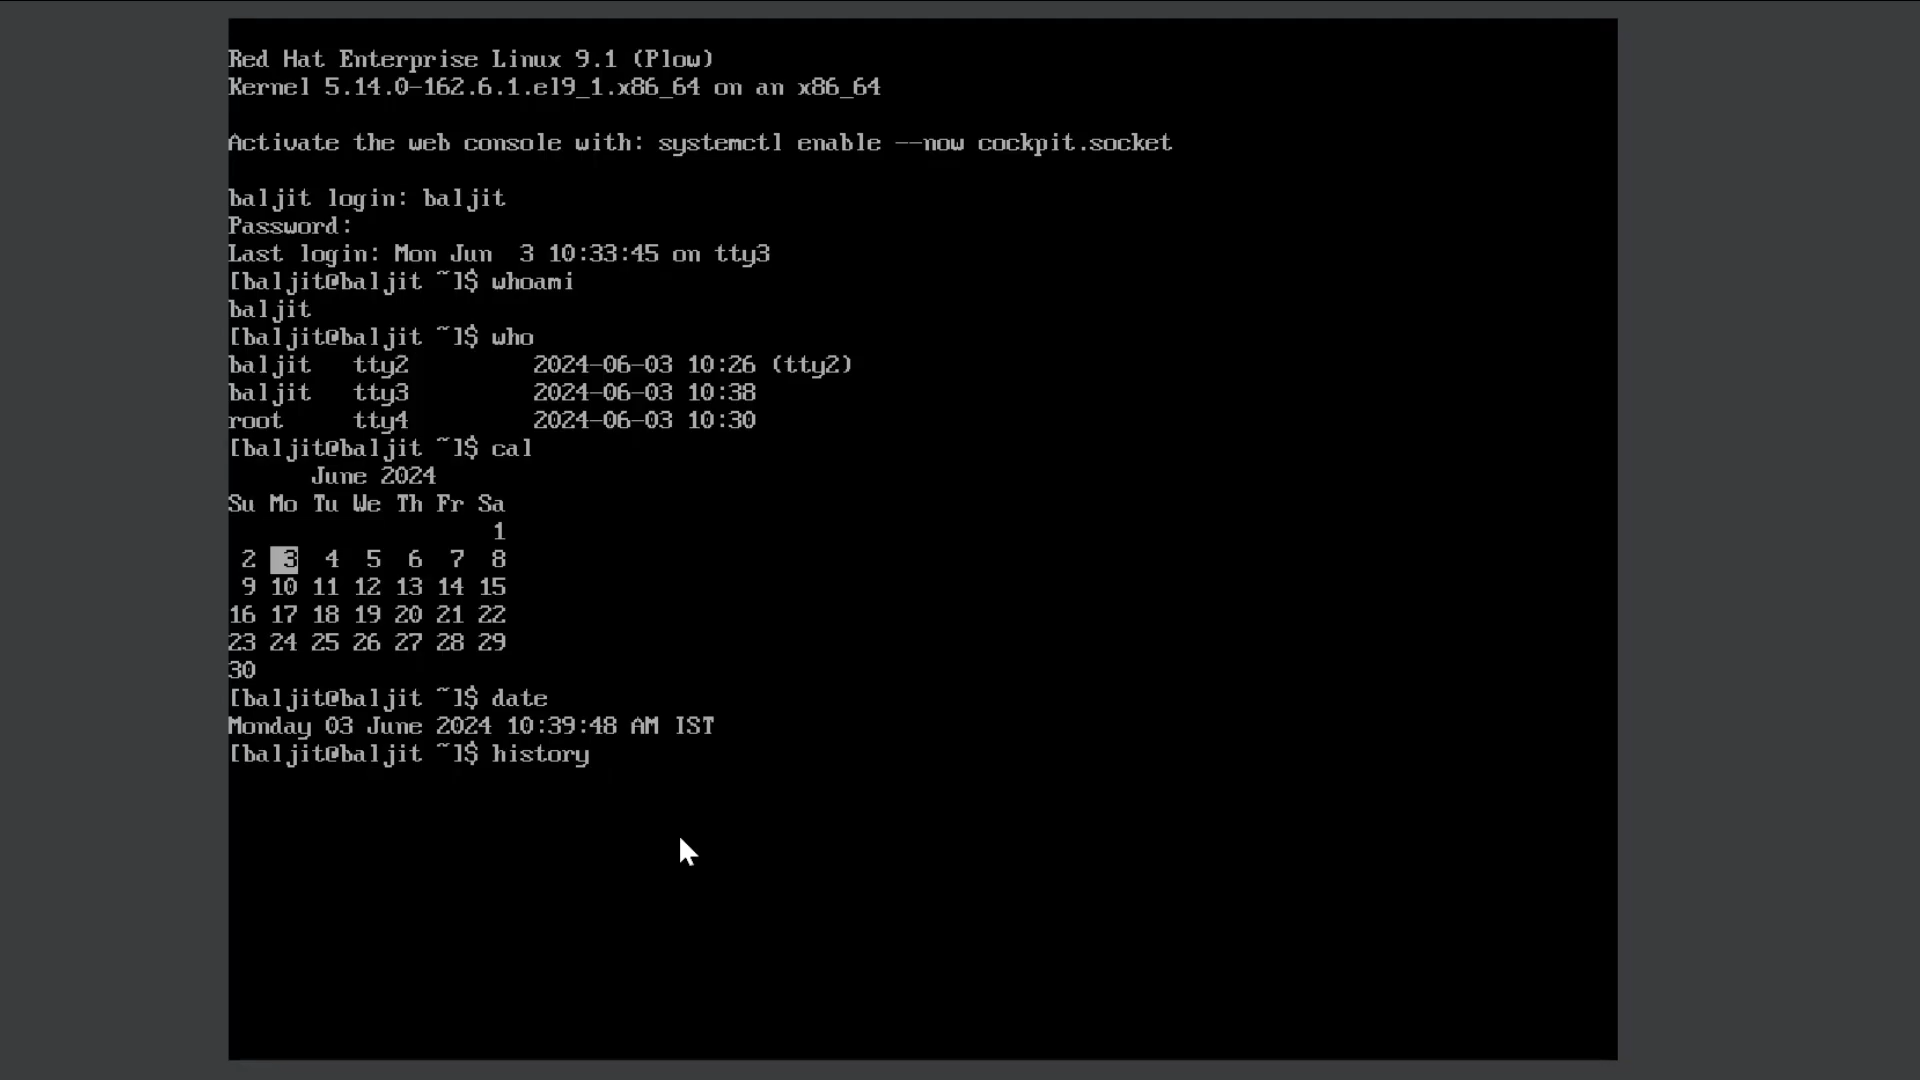 Red Hat Enterprise Linux 9.1 (Plow)
Kernel 5.14.0-162.6.1.el9_1.x86_64 on an x86_64
Activate the web console with: systemctl enable --now cockpit.socket
baljit login: baljit
Password:
Last login: Mon Jun  3 10:33:45 on tty3
[baljit@baljit ~]$ whoami
baljit
[baljit@baljit ~]$ who
baljit   tty2         2024-06-03 10:26 (tty2)
baljit   tty3         2024-06-03 10:38
root     tty4         2024-06-03 10:30
[baljit@baljit ~]$ cal
      June 2024
Su Mo Tu We Th Fr Sa
                   1
 2  3  4  5  6  7  8
 9 10 11 12 13 14 15
16 17 18 19 20 21 22
23 24 25 26 27 28 29
30
[baljit@baljit ~]$ date
Monday 03 June 2024 10:39:48 AM IST
[baljit@baljit ~]$ history